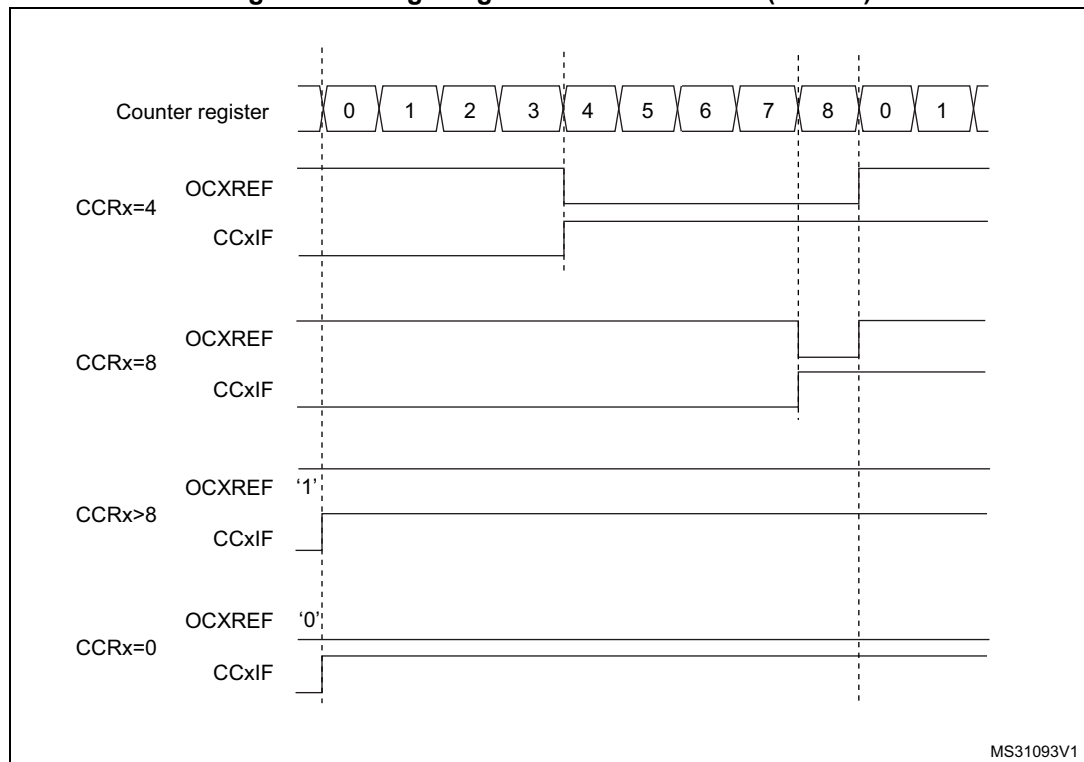 Counter register 0 1 2 3 4 5 6 7 8 0 1
OCXREF
CCRx=4
CCxIF
OCXREF
CCRx=8
CCxIF
OCXREF ‘1’
CCRx>8
CCxIF
OCXREF ‘0’
CCRx=0
CCxIF
MS31093V1